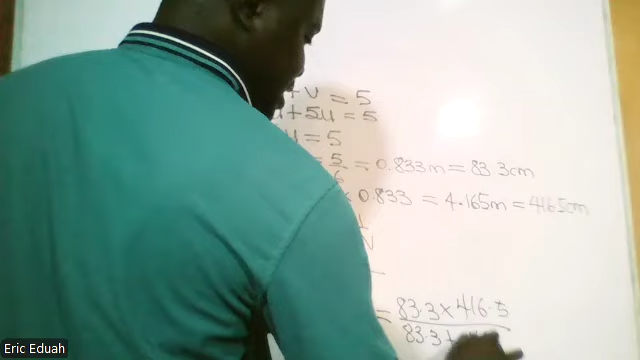 + V = 5
+ 5U = 5
= 5
= 5/6 = 0.833m = 83.3cm
x 0.833 = 4.165m = 416.5cm
V
= 83.3 x 416.5
83.3 +
Eric Eduah